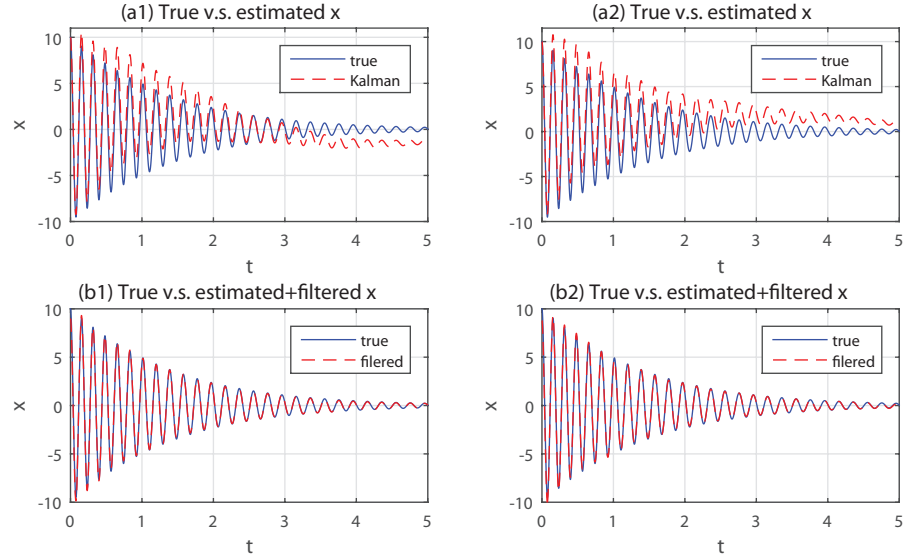 (a1) True v.s. estimated x
10
5
0
-5
-10
x
true
Kalman
0 1 2 3 4 5
t
(a2) True v.s. estimated x
10
5
0
-5
-10
x
true
Kalman
0 1 2 3 4 5
t
(b1) True v.s. estimated+filtered x
10
5
0
-5
-10
x
true
filered
0 1 2 3 4 5
t
(b2) True v.s. estimated+filtered x
10
5
0
-5
-10
x
true
filered
0 1 2 3 4 5
t